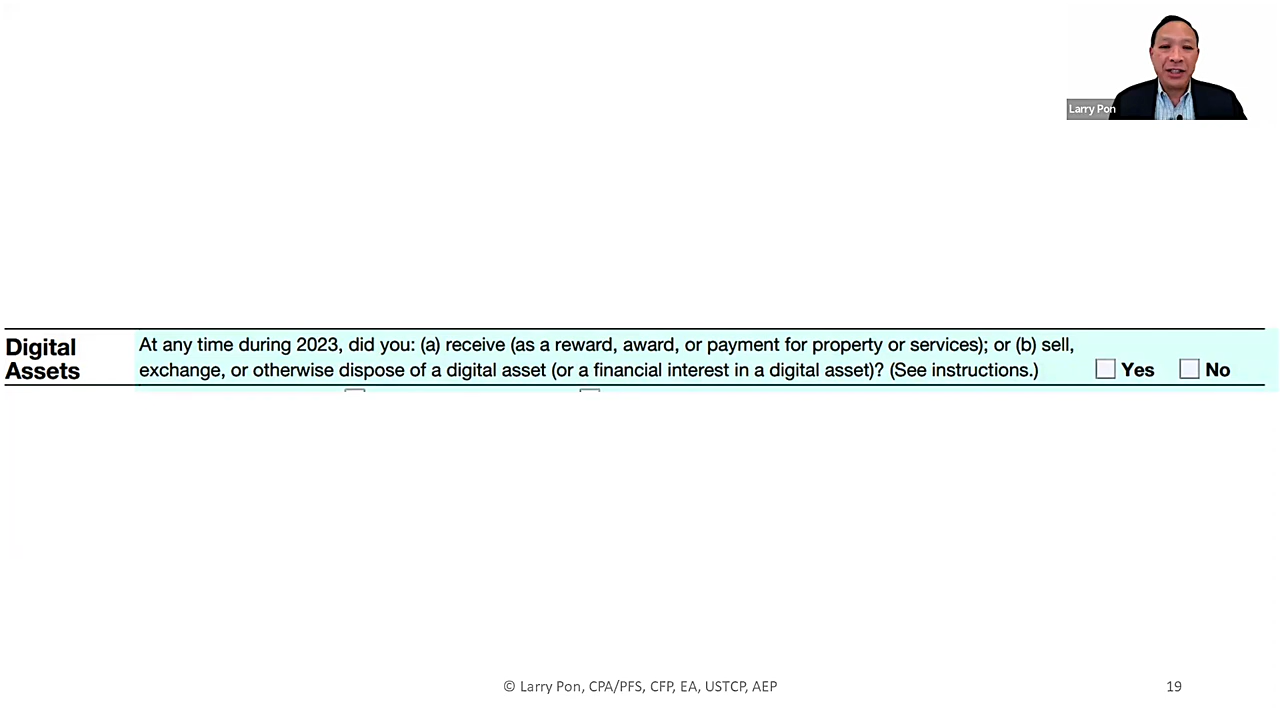 Larry Pon
Digital
Assets
At any time during 2023, did you: (a) receive (as a reward, award, or payment for property or services); or (b) sell,
exchange, or otherwise dispose of a digital asset (or a financial interest in a digital asset)? (See instructions.)
Yes
No
© Larry Pon, CPA/PFS, CFP, EA, USTCP, AEP
19